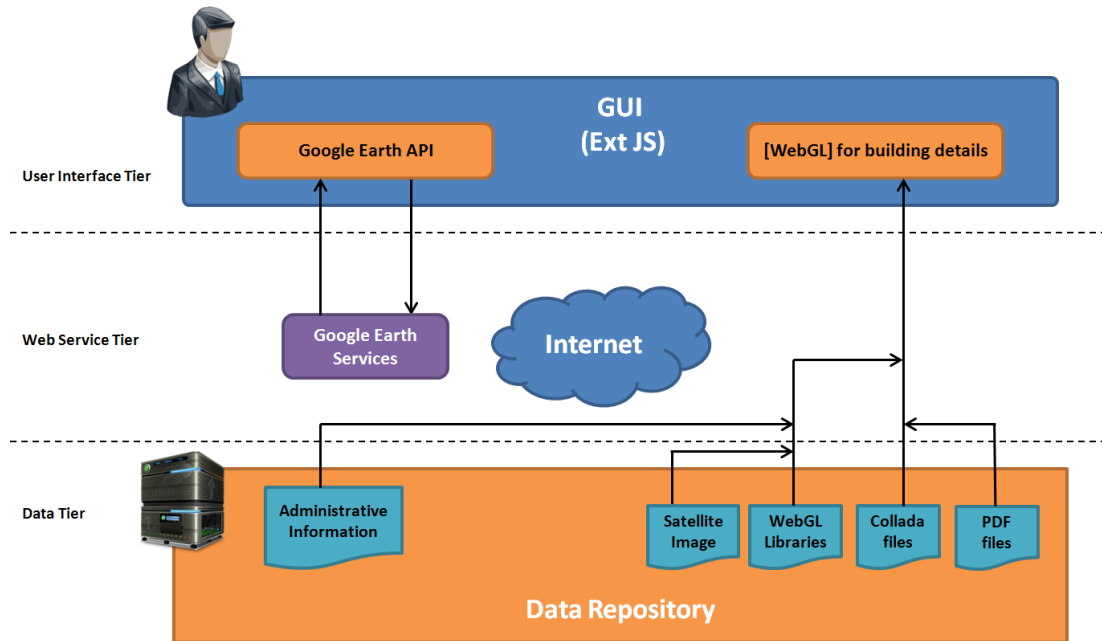 GUI
(Ext JS)
Google Earth API
[WebGL] for building details
User Interface Tier
Google Earth
Services
Internet
Web Service Tier
Data Tier
Administrative
Information
Satellite
Image
WebGL
Libraries
Collada
files
PDF
files
Data Repository